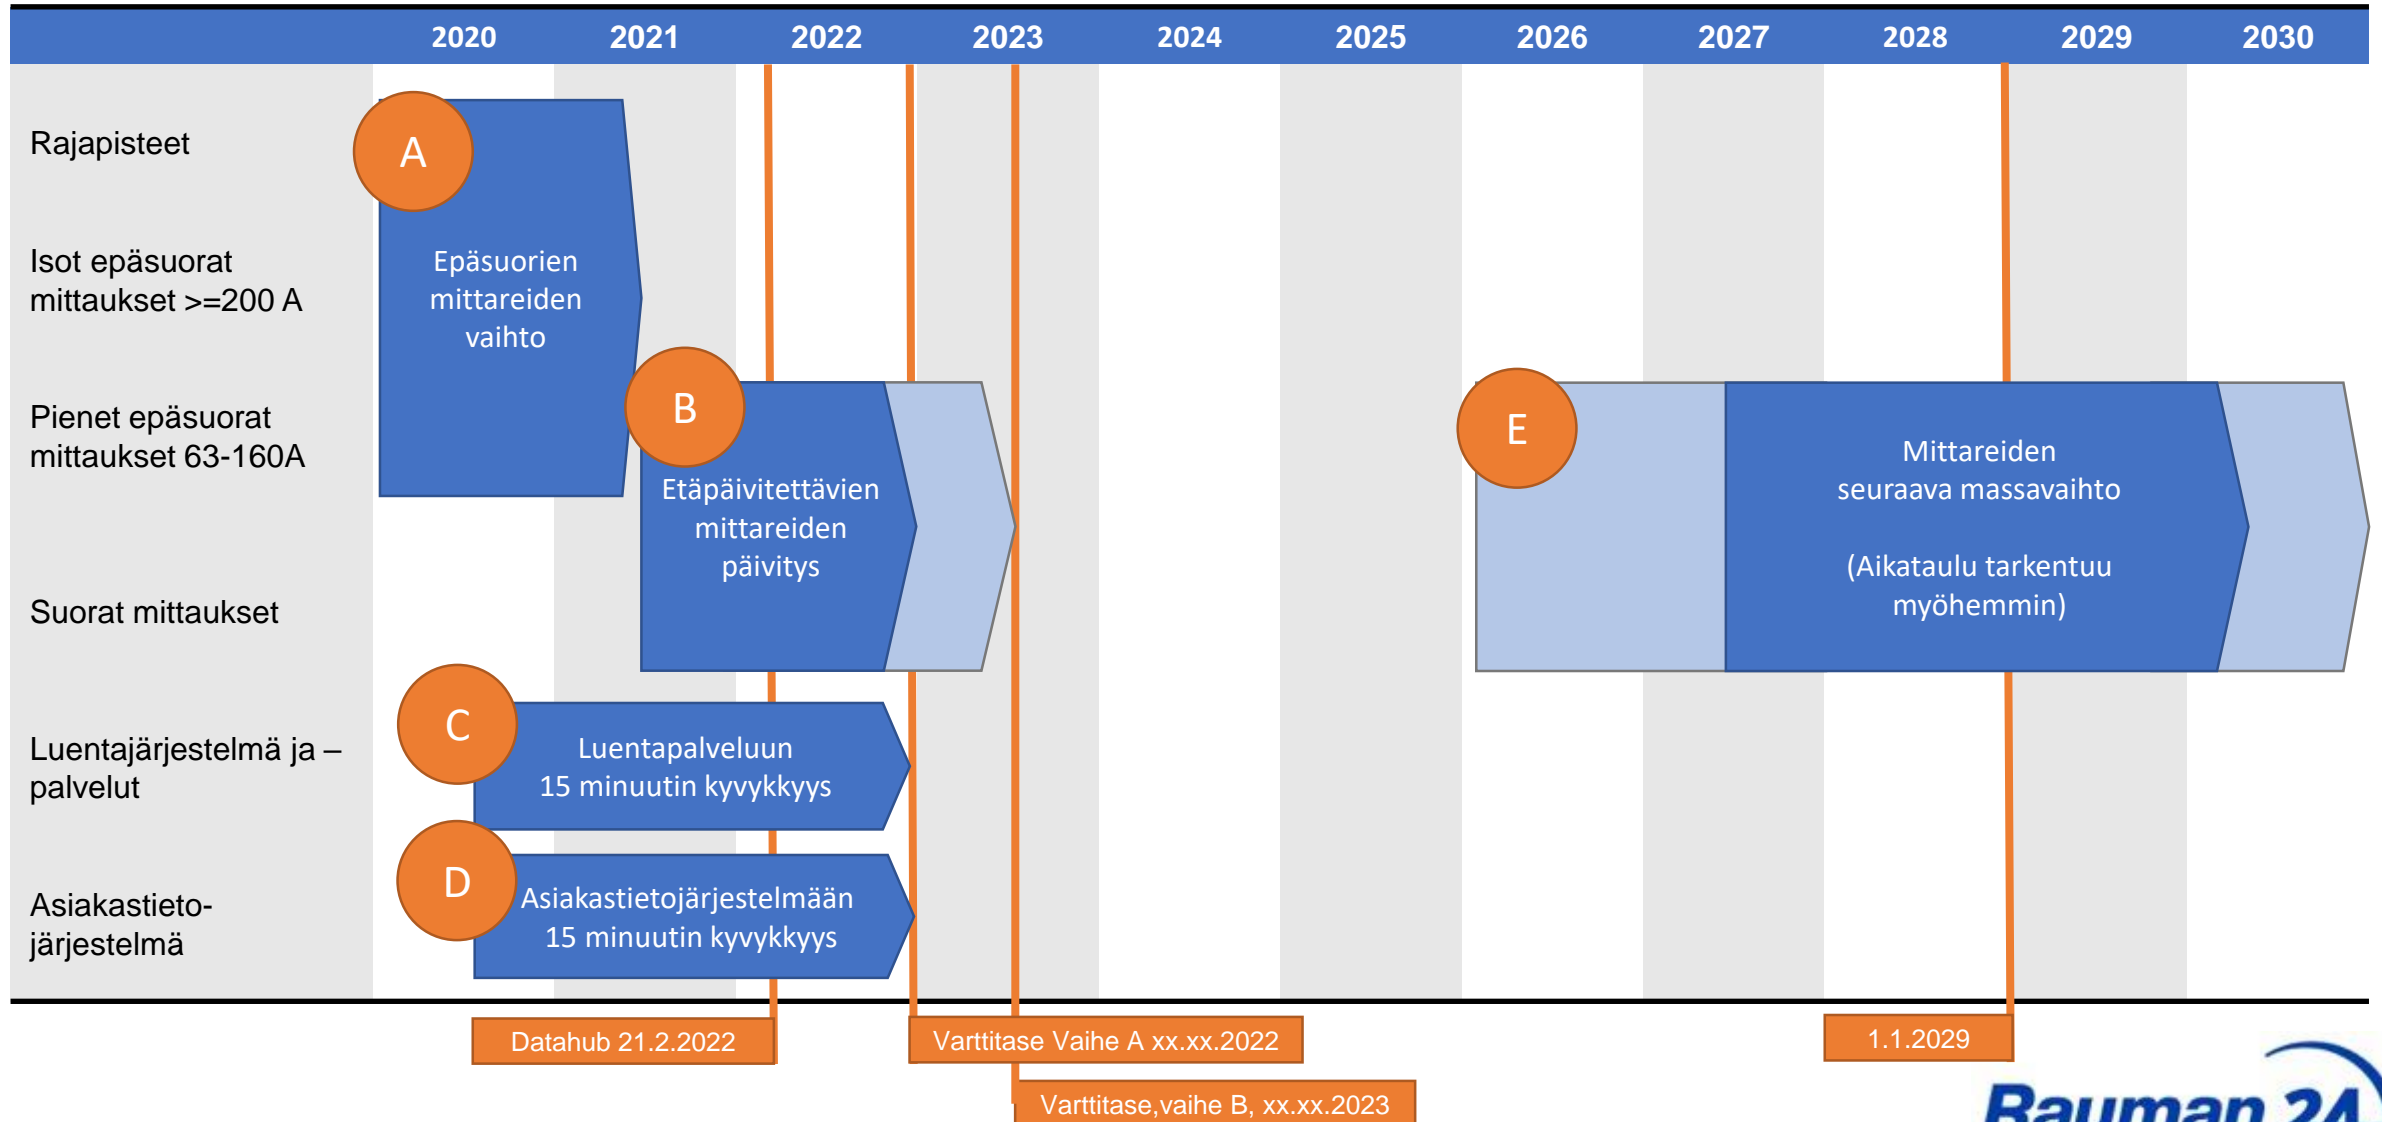 2020 2021 2022 2023 2024 2025 2026 2027 2028 2029 2030
Rajapisteet
Isot epäsuorat
mittaukset >=200 A
Pienet epäsuorat
mittaukset 63-160A
Suorat mittaukset
Luentajärjestelmä ja –
palvelut
Asiakastieto-
järjestelmä
A
Epäsuorien
mittareiden
vaihto
B
Etäpäivitettävien
mittareiden
päivitys
C
Luentapalveluun
15 minuutin kyvykkyys
D
Asiakastietojärjestelmään
15 minuutin kyvykkyys
E
Mittareiden
seuraava massavaihto
(Aikataulu tarkentuu
myöhemmin)
Datahub 21.2.2022
Varttitase Vaihe A xx.xx.2022
Varttitase,vaihe B, xx.xx.2023
1.1.2029
Rauman 24